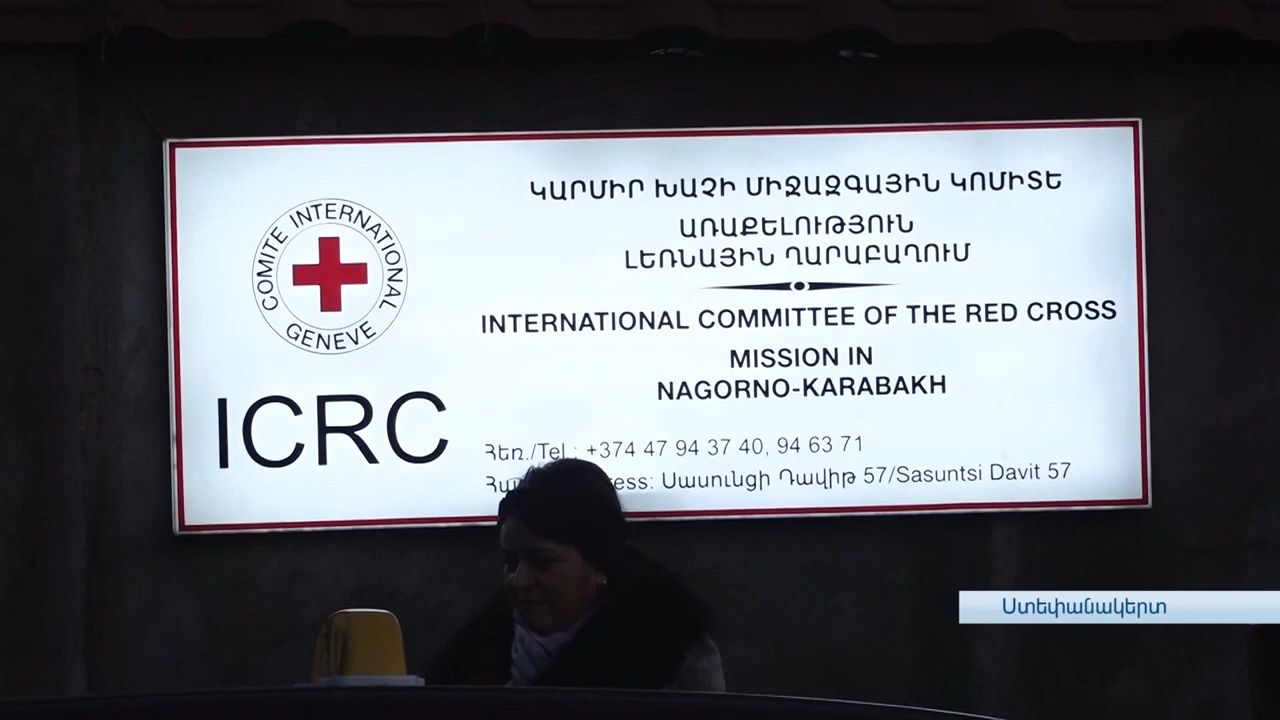 COMITE INTERNATIONAL
GENEVE
ICRC
ԿԱՐՄԻՐ ԽԱՉԻ ՄԻՋԱԶԳԱՅԻՆ ԿՈՄԻՏԵ
ԱՌԱՔԵԼՈՒԹՅՈՒՆ
ԼԵՌՆԱՅԻՆ ՂԱՐԱԲԱՂՈՒՄ
INTERNATIONAL COMMITTEE OF THE RED CROSS
MISSION IN
NAGORNO-KARABAKH
Հեռ./Tel.: +374 47 94 37 40, 94 63 71
Սասունցի Դավիթ 57/Sasuntsi Davit 57
Ստեփանակերտ